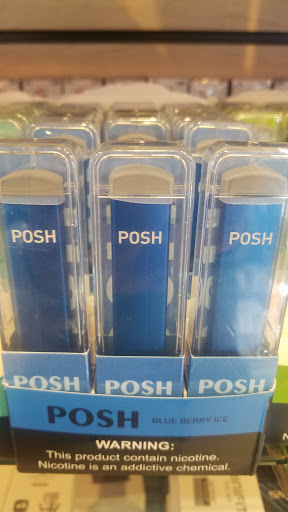 POSH POSH POSH
POSH POSH POSH
POSH BLUE BERRY ICE
WARNING:
This product contain nicotine.
Nicotine is an addictive chemical.